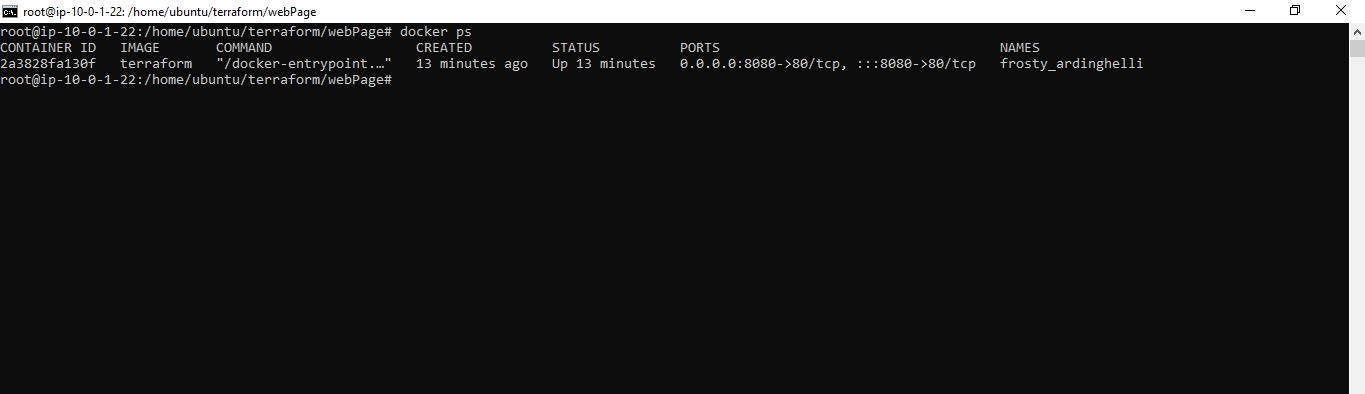 root@ip-10-0-1-22: /home/ubuntu/terraform/webPage
root@ip-10-0-1-22:/home/ubuntu/terraform/webPage# docker ps
CONTAINER ID   IMAGE       COMMAND                  CREATED          STATUS          PORTS                                   NAMES
2a3828fa130f   terraform   "/docker-entrypoint.…"   13 minutes ago   Up 13 minutes   0.0.0.0:8080->80/tcp, :::8080->80/tcp   frosty_ardinghelli
root@ip-10-0-1-22:/home/ubuntu/terraform/webPage#